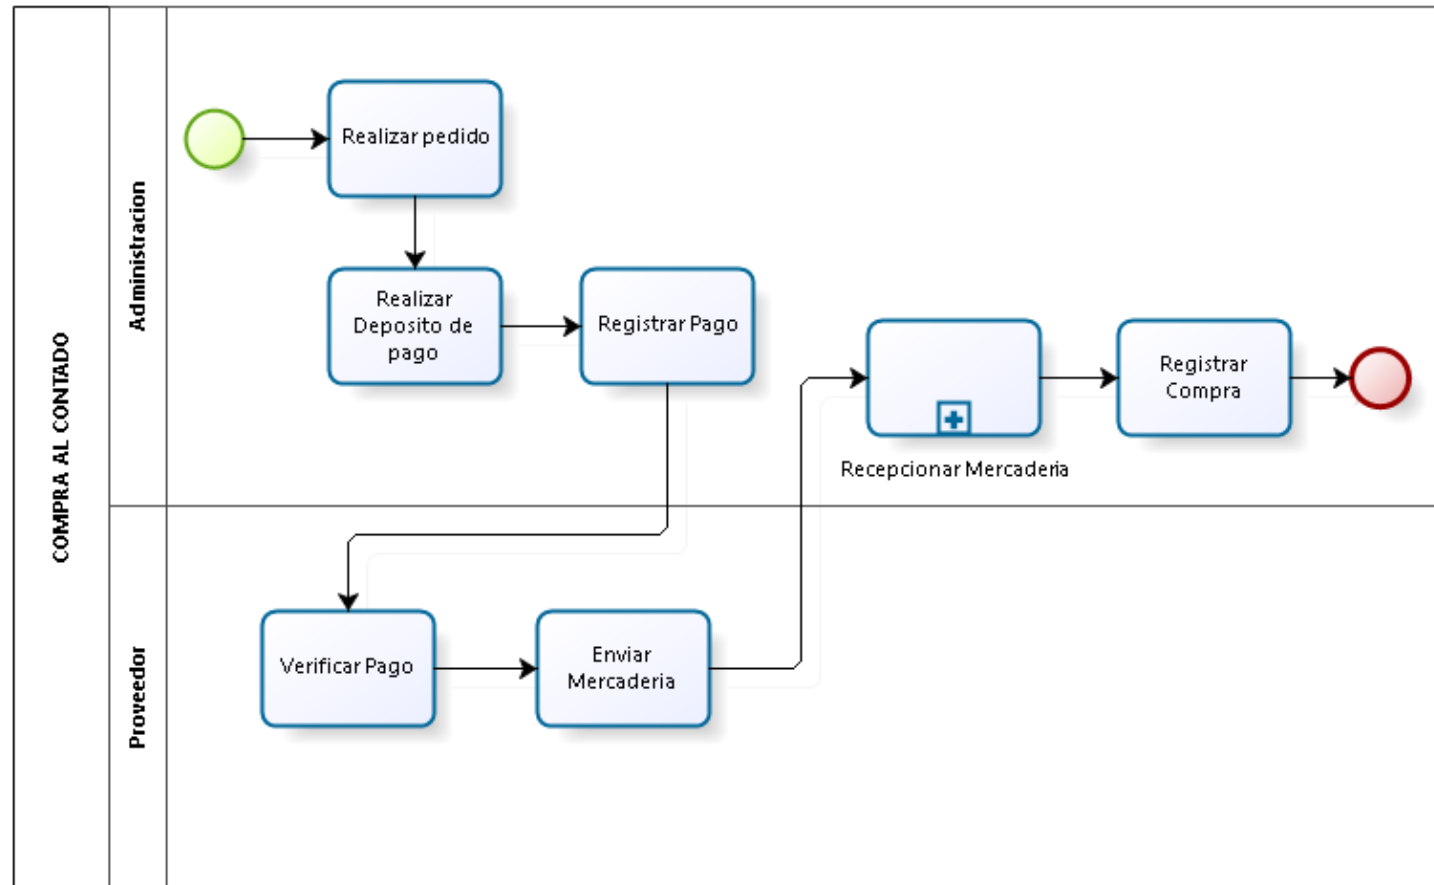 COMPRA AL CONTADO
Administracion
Realizar pedido
Realizar
Deposito de
pago
Registrar Pago
Recepcionar Mercaderia
Registrar
Compra
Proveedor
Verificar Pago
Enviar
Mercaderia